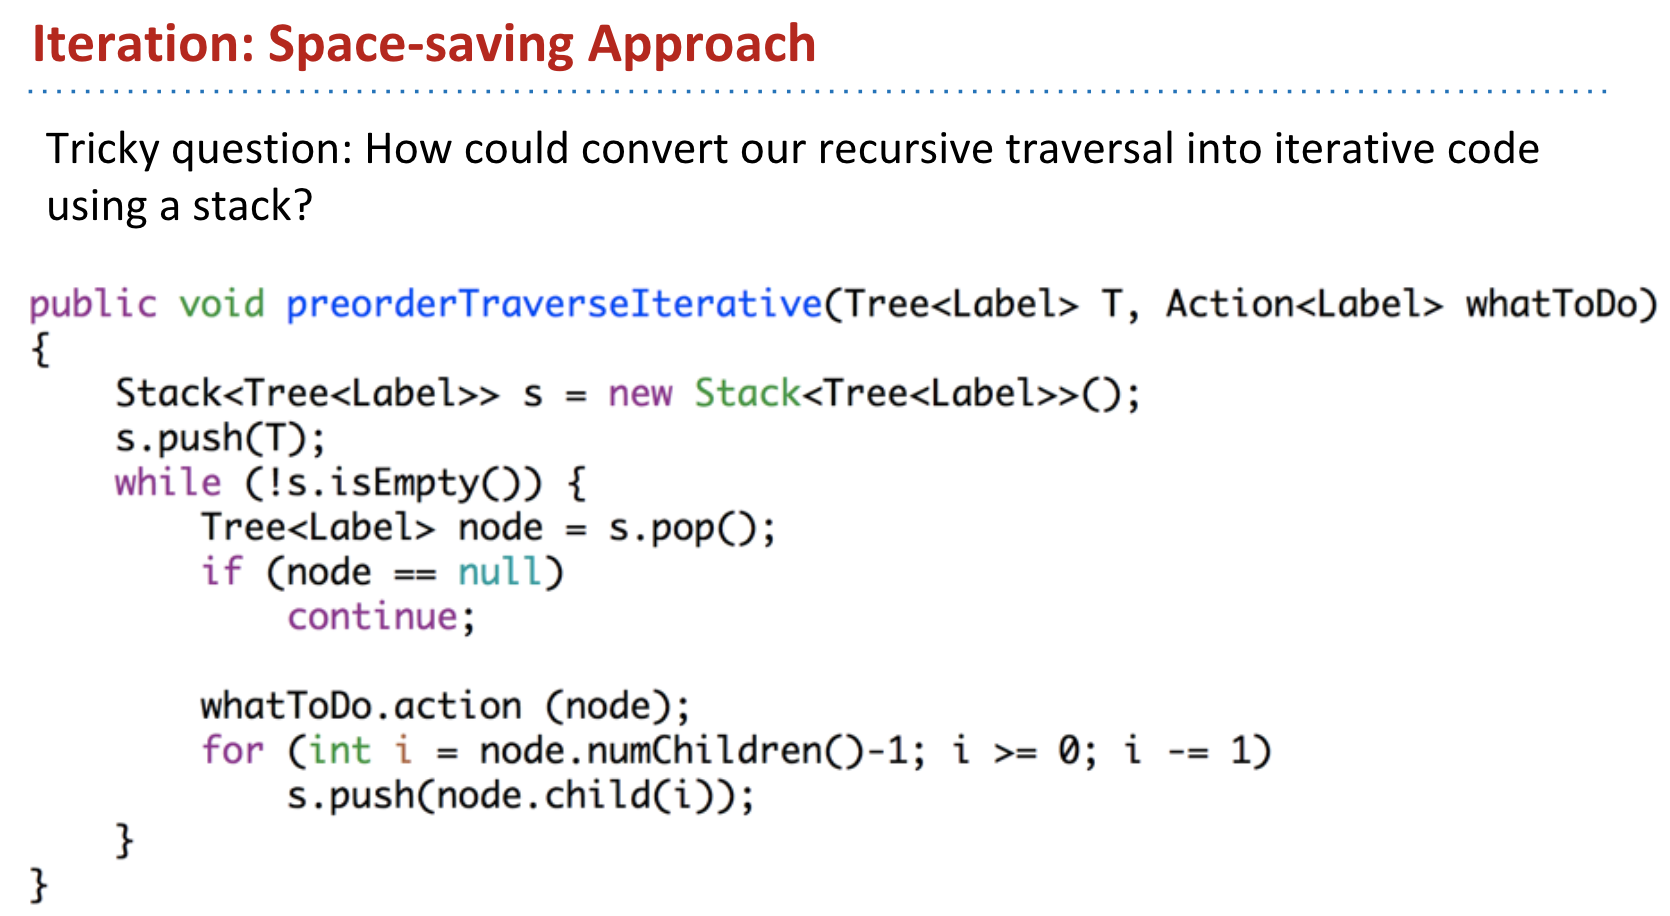 Iteration: Space-saving Approach
Tricky question: How could convert our recursive traversal into iterative code
using a stack?
public void preorderTraverseIterative(Tree<Label> T, Action<Label> whatToDo)
{
    Stack<Tree<Label>> s = new Stack<Tree<Label>>();
    s.push(T);
    while (!s.isEmpty()) {
        Tree<Label> node = s.pop();
        if (node == null)
            continue;
        whatToDo.action (node);
        for (int i = node.numChildren()-1; i >= 0; i -= 1)
            s.push(node.child(i));
    }
}